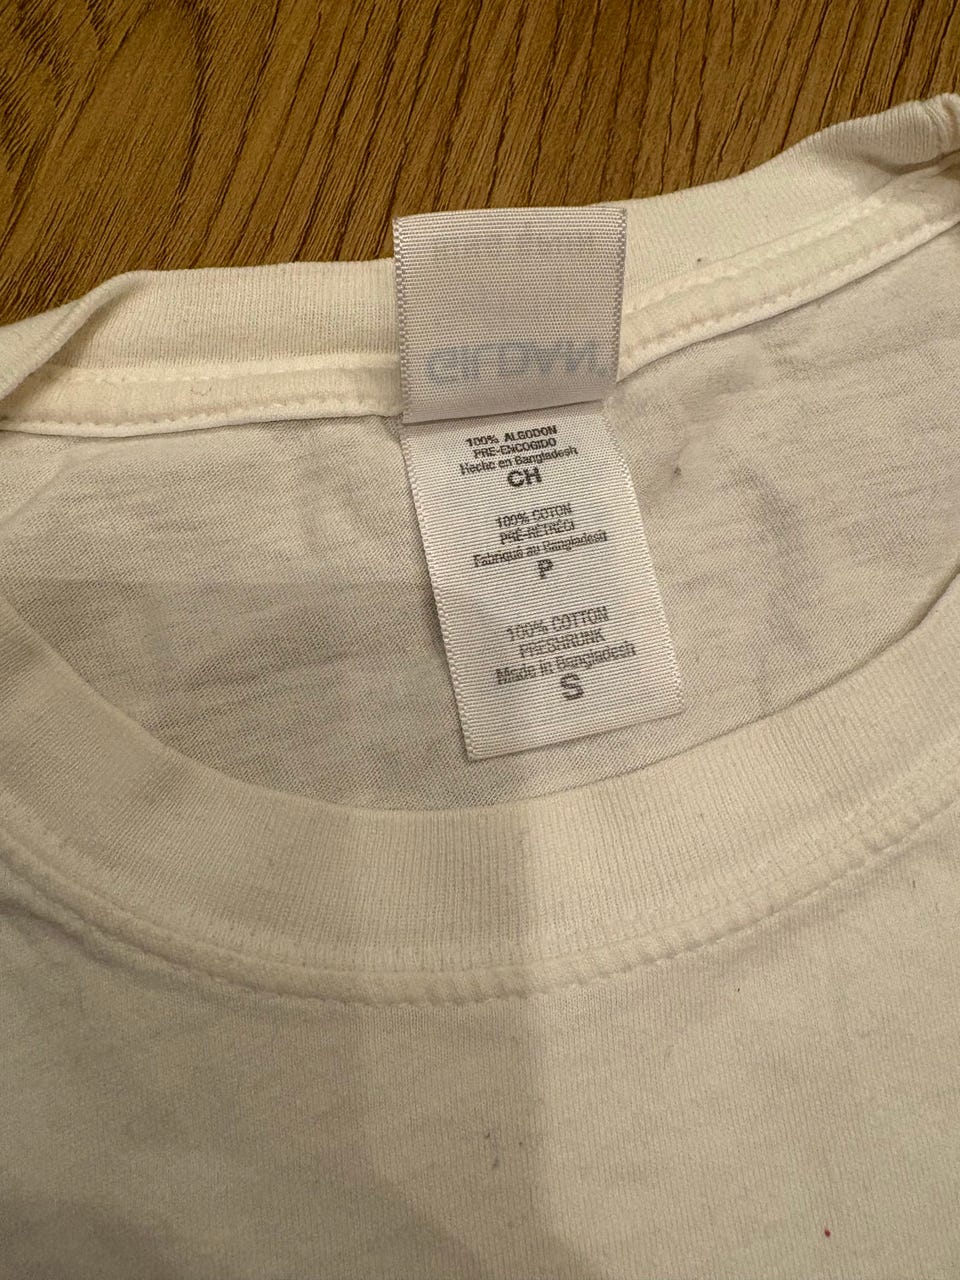 GILDAN.
100% ALGODON
PRE-ENCOGIDO
Hecho en Bangladesh
CH
100% COTON
PRÉ-RÉTRÉCI
Fabriqué au Bangladesh
P
100% COTTON
PRESHRUNK
Made in Bangladesh
S